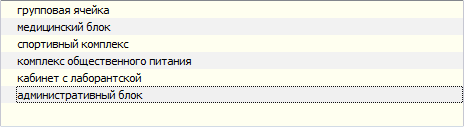 групповая ячейка
медицинский блок
спортивный комплекс
комплекс общественного питания
кабинет с лаборантской
административный блок